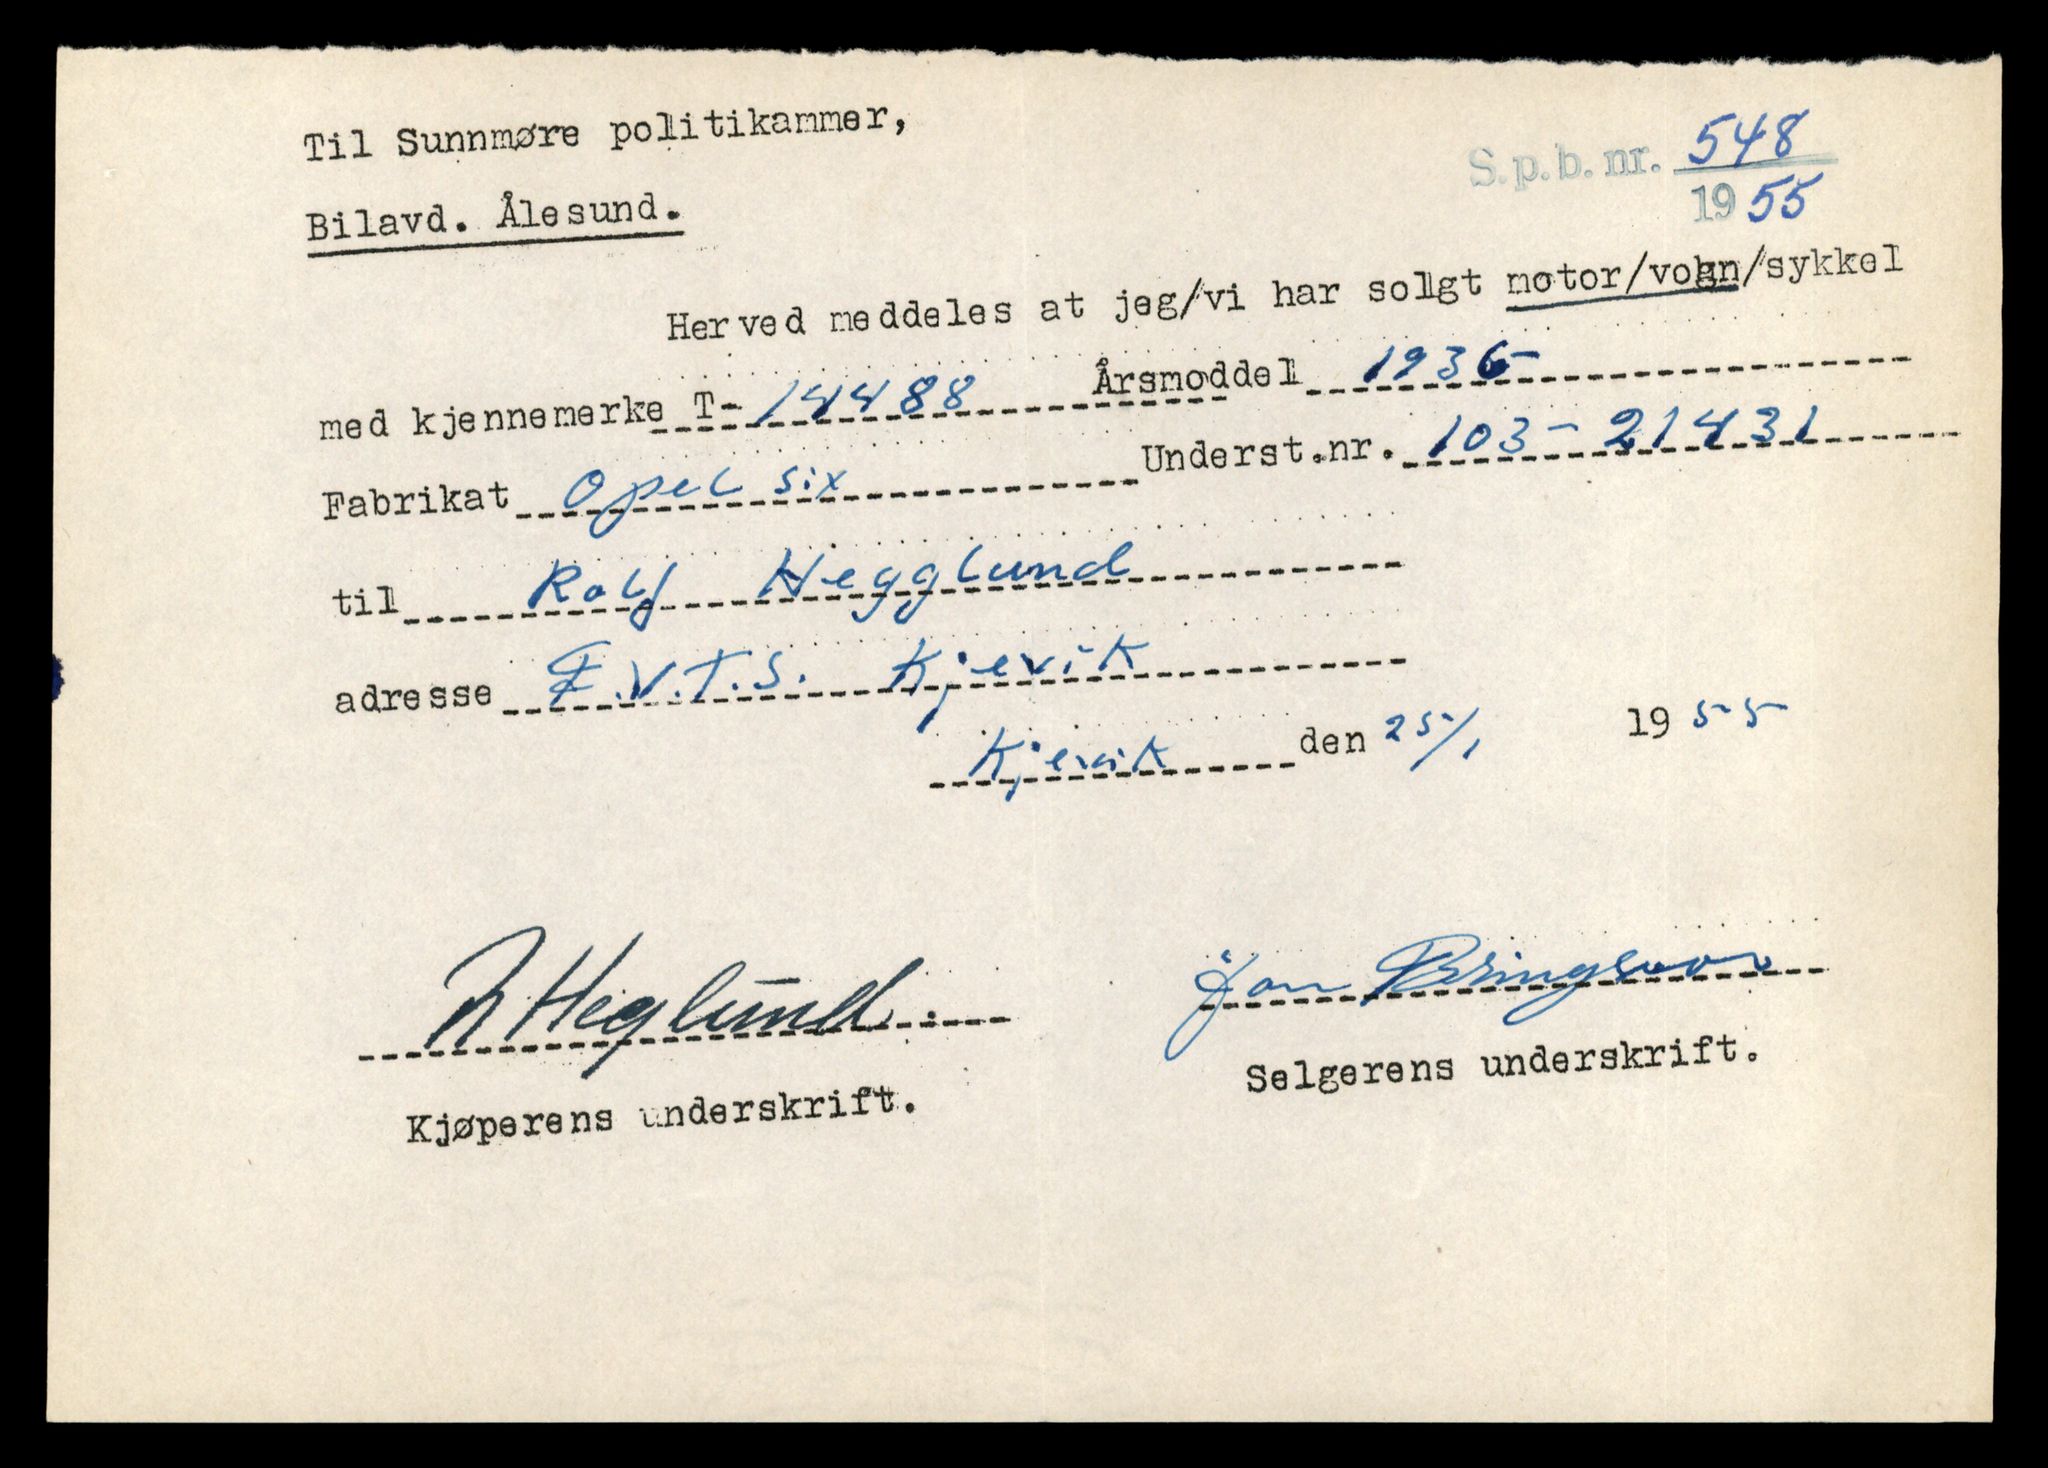 Til Sunnmøre politikammer,
S.p.b. nr. 548
1955
Bilavd. Ålesund.
Herved meddeles at jeg/vi har solgt motor/vogn/sykkel
med kjennemerke T- 14488 Årsmoddel 1936
Fabrikat Opel six Underst.nr. 103-21431
til Rolf Hegglund
adresse F.V.T.S. Kjevik
Kjevik den 25/1 1955
R Heglund. Jan
Kjøperens underskrift. Selgerens underskrift.